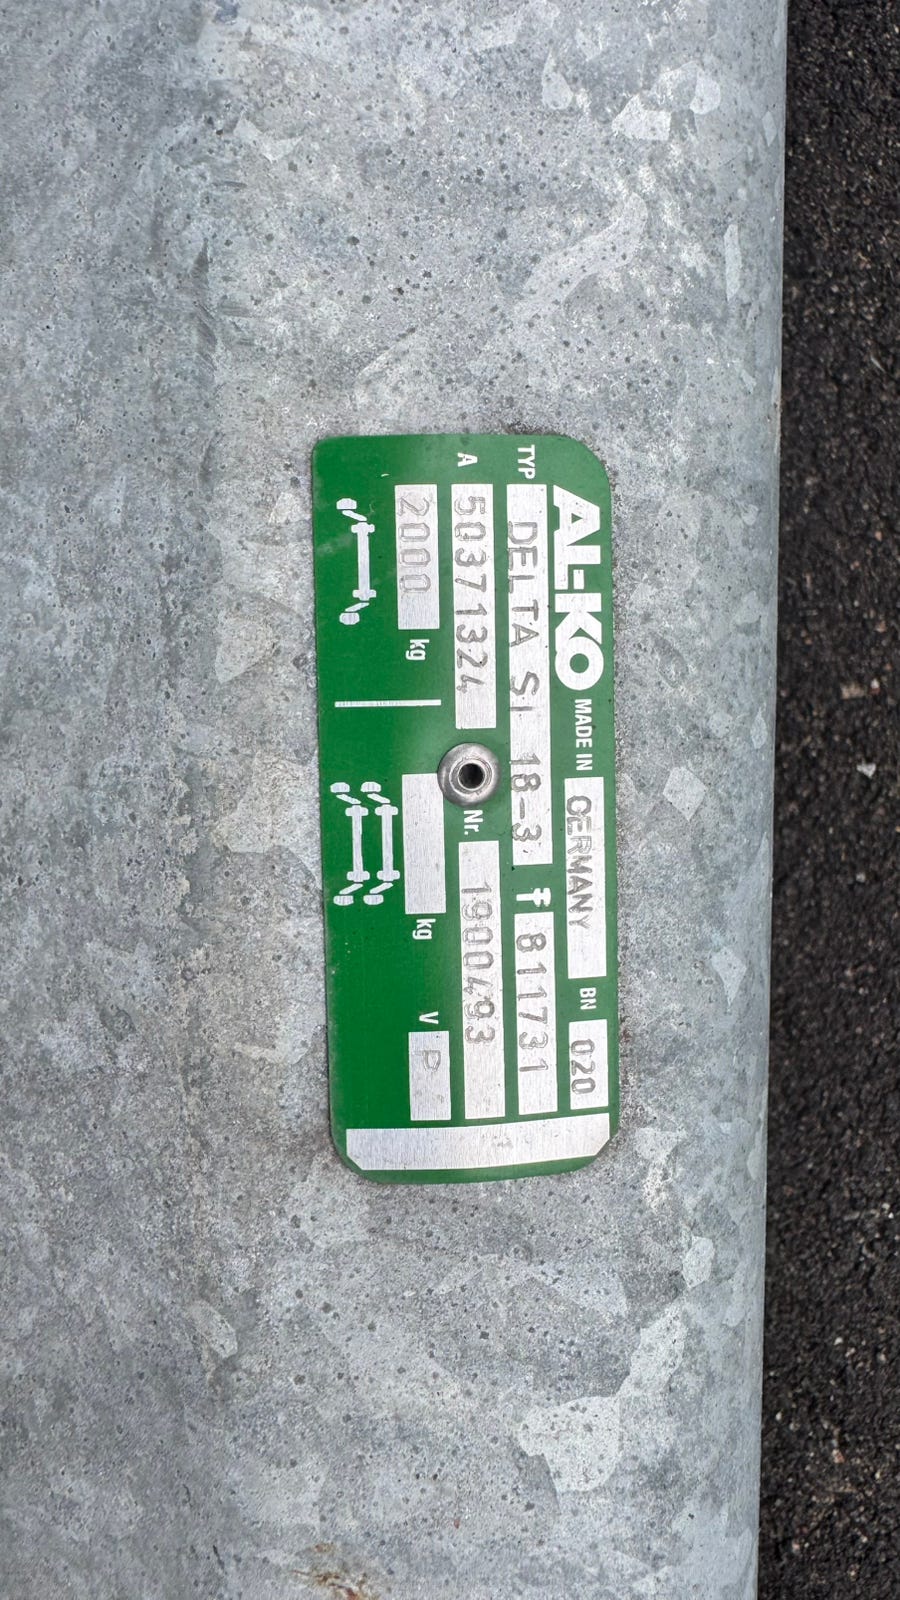 AL-KO MADE IN GERMANY BN 020
TYP DELTA SI 18-3 811731
A 50371324 Nr. 1900493
2000 kg kg V P